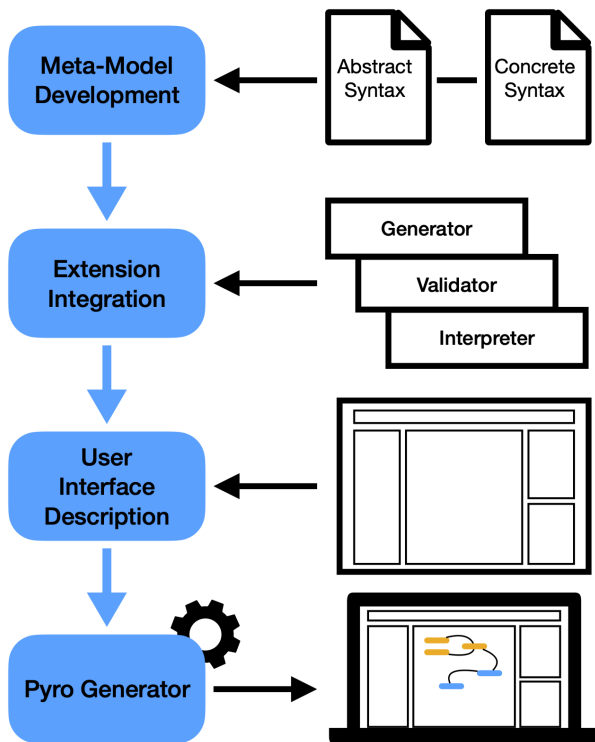 Meta-Model
Development
Abstract
Syntax
Concrete
Syntax
Extension
Integration
Generator
Validator
Interpreter
User
Interface
Description
Pyro Generator